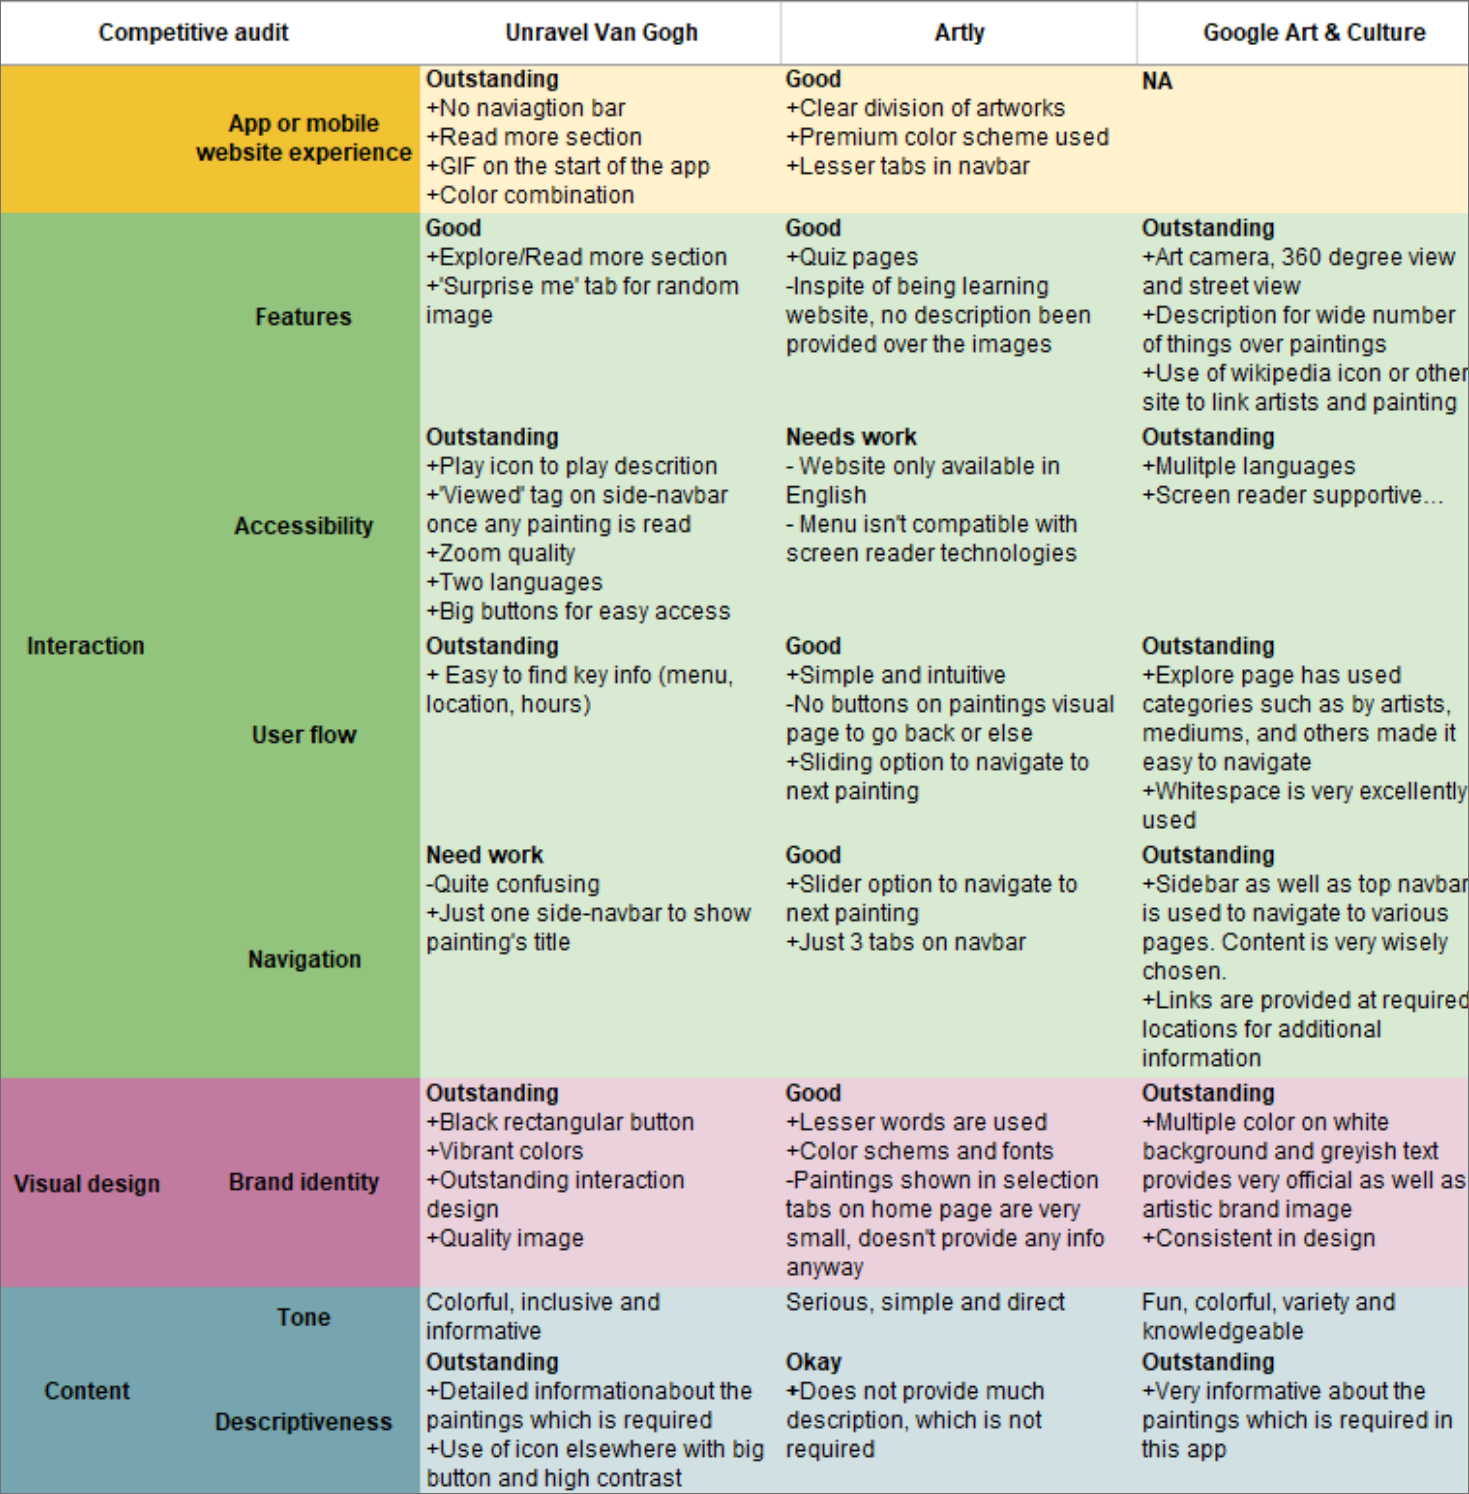 Competitive audit
Unravel Van Gogh
Artly
Google Art & Culture
App or mobile
website experience
Outstanding
+No naviagtion bar
+Read more section
+GIF on the start of the app
+Color combination
Good
+Clear division of artworks
+Premium color scheme used
+Lesser tabs in navbar
NA
Interaction
Features
Good
+Explore/Read more section
+'Surprise me' tab for random
image
Good
+Quiz pages
-Inspite of being learning
website, no description been
provided over the images
Outstanding
+Art camera, 360 degree view
and street view
+Description for wide number
of things over paintings
+Use of wikipedia icon or other
site to link artists and painting
Accessibility
Outstanding
+Play icon to play descrition
+'Viewed' tag on side-navbar
once any painting is read
+Zoom quality
+Two languages
+Big buttons for easy access
Needs work
- Website only available in
English
- Menu isn't compatible with
screen reader technologies
Outstanding
+Mulitple languages
+Screen reader supportive...
User flow
Outstanding
+ Easy to find key info (menu,
location, hours)
Good
+Simple and intuitive
-No buttons on paintings visual
page to go back or else
+Sliding option to navigate to
next painting
Outstanding
+Explore page has used
categories such as by artists,
mediums, and others made it
easy to navigate
+Whitespace is very excellently
used
Navigation
Need work
-Quite confusing
+Just one side-navbar to show
painting's title
Good
+Slider option to navigate to
next painting
+Just 3 tabs on navbar
Outstanding
+Sidebar as well as top navbar
is used to navigate to various
pages. Content is very wisely
chosen.
+Links are provided at required
locations for additional
information
Visual design
Brand identity
Outstanding
+Black rectangular button
+Vibrant colors
+Outstanding interaction
design
+Quality image
Good
+Lesser words are used
+Color schems and fonts
-Paintings shown in selection
tabs on home page are very
small, doesn't provide any info
anyway
Outstanding
+Multiple color on white
background and greyish text
provides very official as well as
artistic brand image
+Consistent in design
Content
Tone
Colorful, inclusive and
informative
Serious, simple and direct
Fun, colorful, variety and
knowledgeable
Descriptiveness
Outstanding
+Detailed informationabout the
paintings which is required
+Use of icon elsewhere with big
button and high contrast
Okay
+Does not provide much
description, which is not
required
Outstanding
+Very informative about the
paintings which is required in
this app